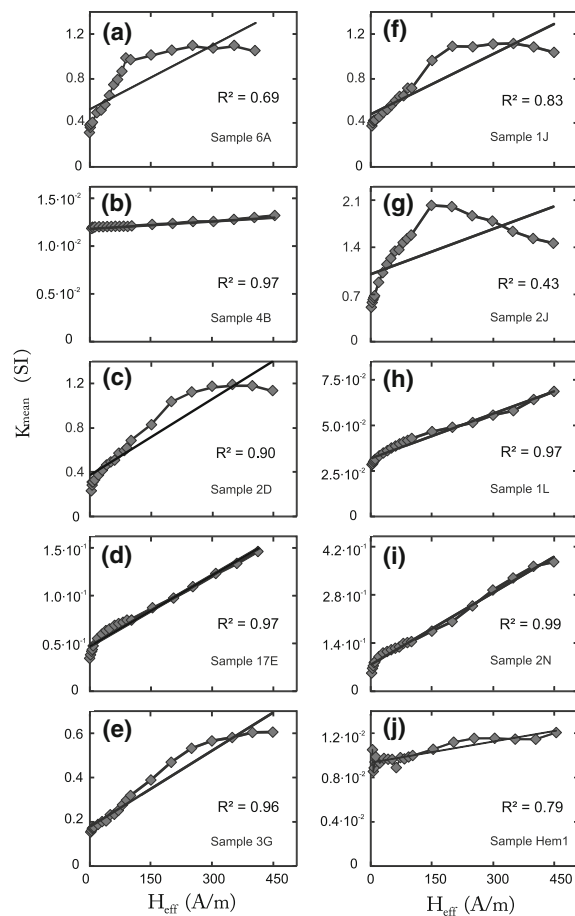 (a)
1.2
0.8
0.4
0
R² = 0.69
Sample 6A
(b)
1.5·10⁻²
1.0·10⁻²
0.5·10⁻²
0
R² = 0.97
Sample 4B
(c)
1.2
0.8
0.4
0
R² = 0.90
Sample 2D
(d)
1.5·10⁻¹
1.0·10⁻¹
0.5·10⁻¹
0
R² = 0.97
Sample 17E
(e)
0.6
0.4
0.2
0
R² = 0.96
Sample 3G
0 150 300 450
H_eff (A/m)
K_mean (SI)
(f)
1.2
0.8
0.4
0
R² = 0.83
Sample 1J
(g)
2.1
1.4
0.7
0
R² = 0.43
Sample 2J
(h)
7.5·10⁻²
5.0·10⁻²
2.5·10⁻²
0
R² = 0.97
Sample 1L
(i)
4.2·10⁻¹
2.8·10⁻¹
1.4·10⁻¹
0
R² = 0.99
Sample 2N
(j)
1.2·10⁻²
0.8·10⁻²
0.4·10⁻²
0
R² = 0.79
Sample Hem1
0 150 300 450
H_eff (A/m)